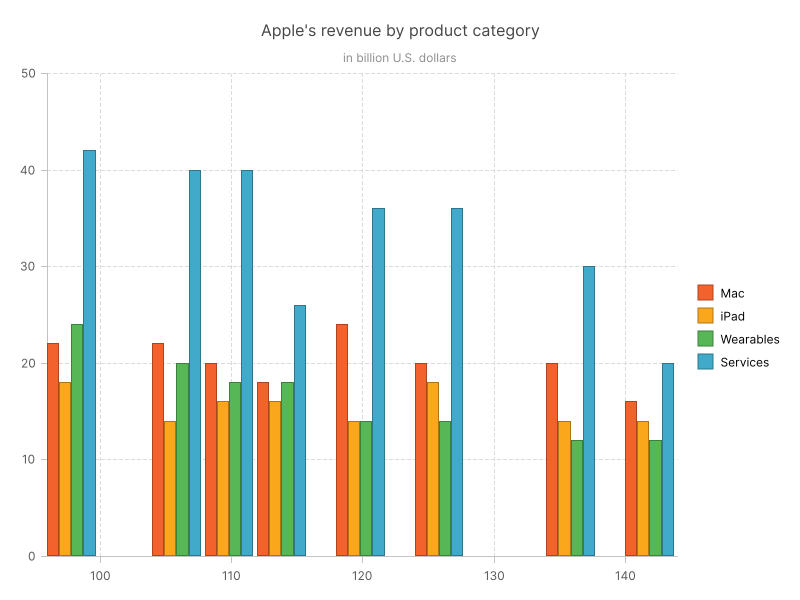 Apple's revenue by product category
in billion U.S. dollars
50
40
30
20
10
0
100 110 120 130 140
Mac
iPad
Wearables
Services